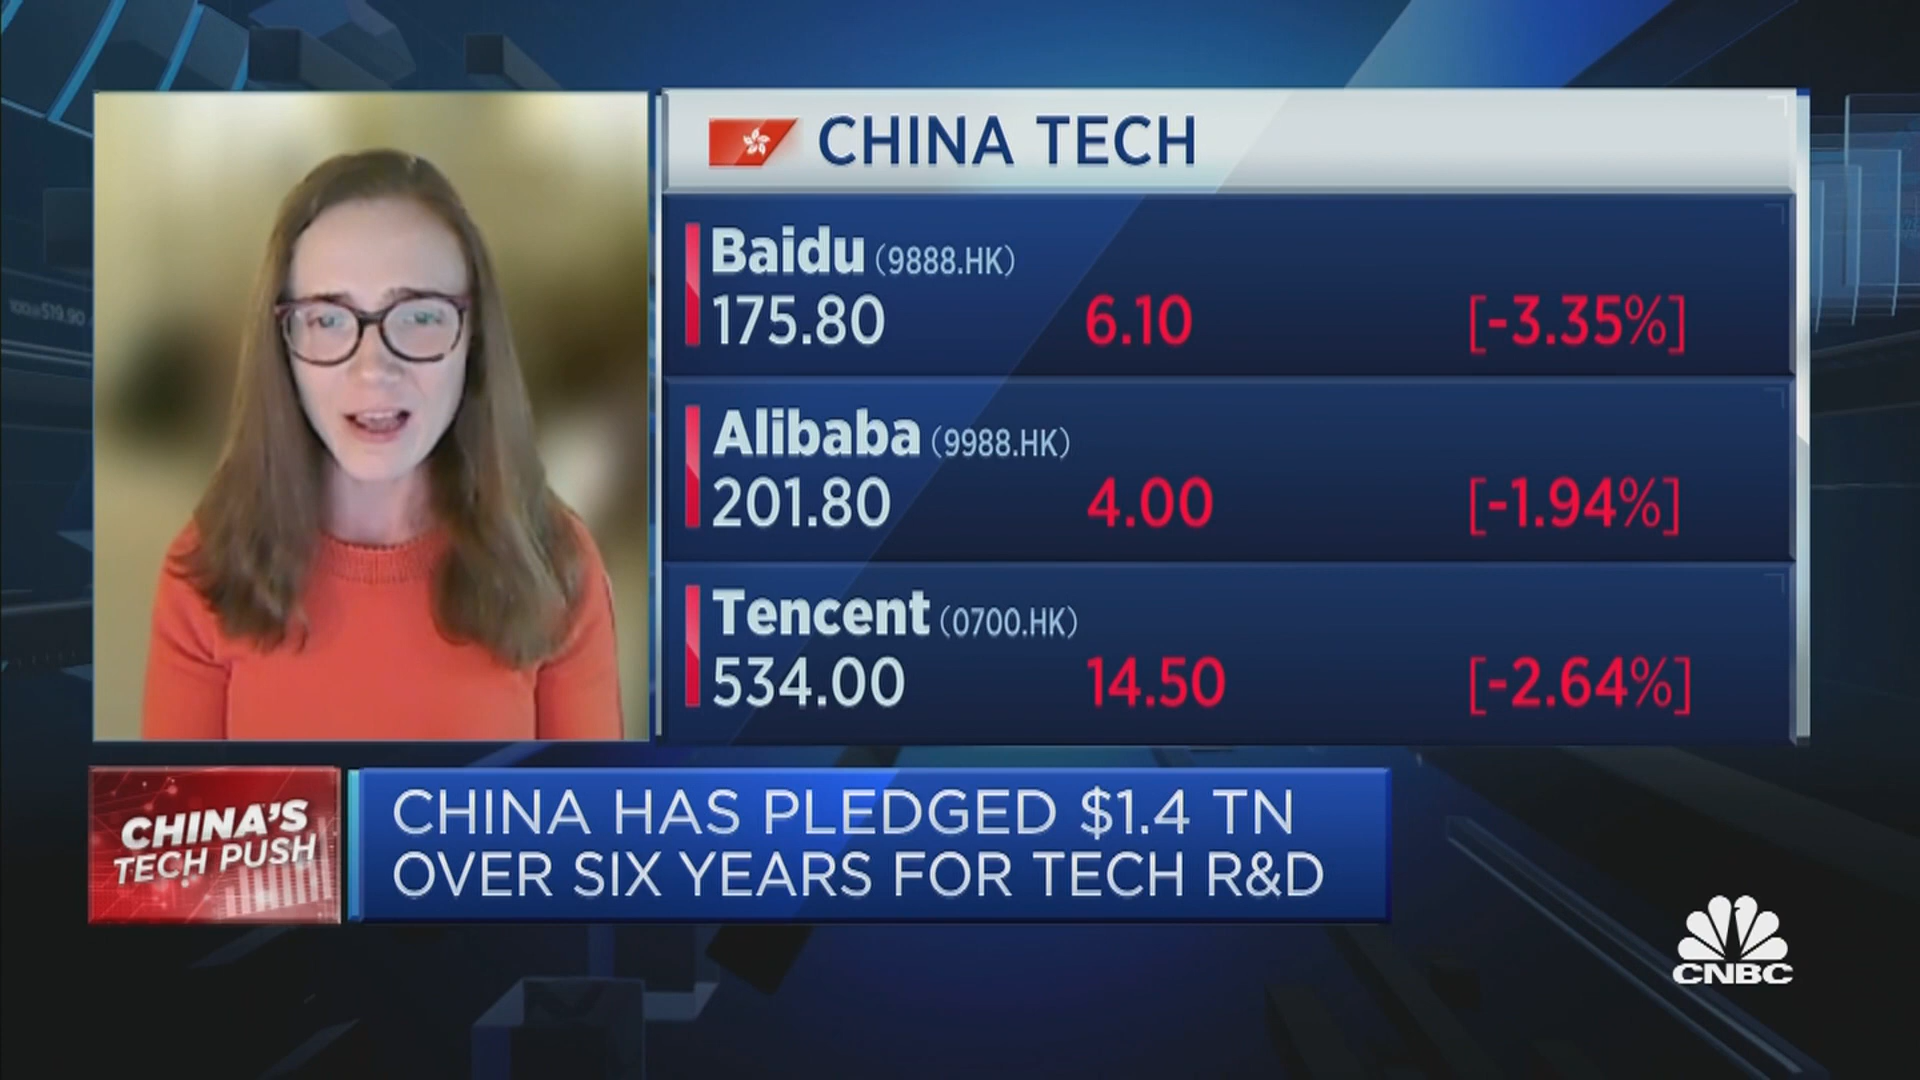 CHINA TECH
Baidu (9888.HK)
175.80 6.10 [-3.35%]
Alibaba (9988.HK)
201.80 4.00 [-1.94%]
Tencent (0700.HK)
534.00 14.50 [-2.64%]
CHINA'S
TECH PUSH
CHINA HAS PLEDGED $1.4 TN
OVER SIX YEARS FOR TECH R&D
CNBC